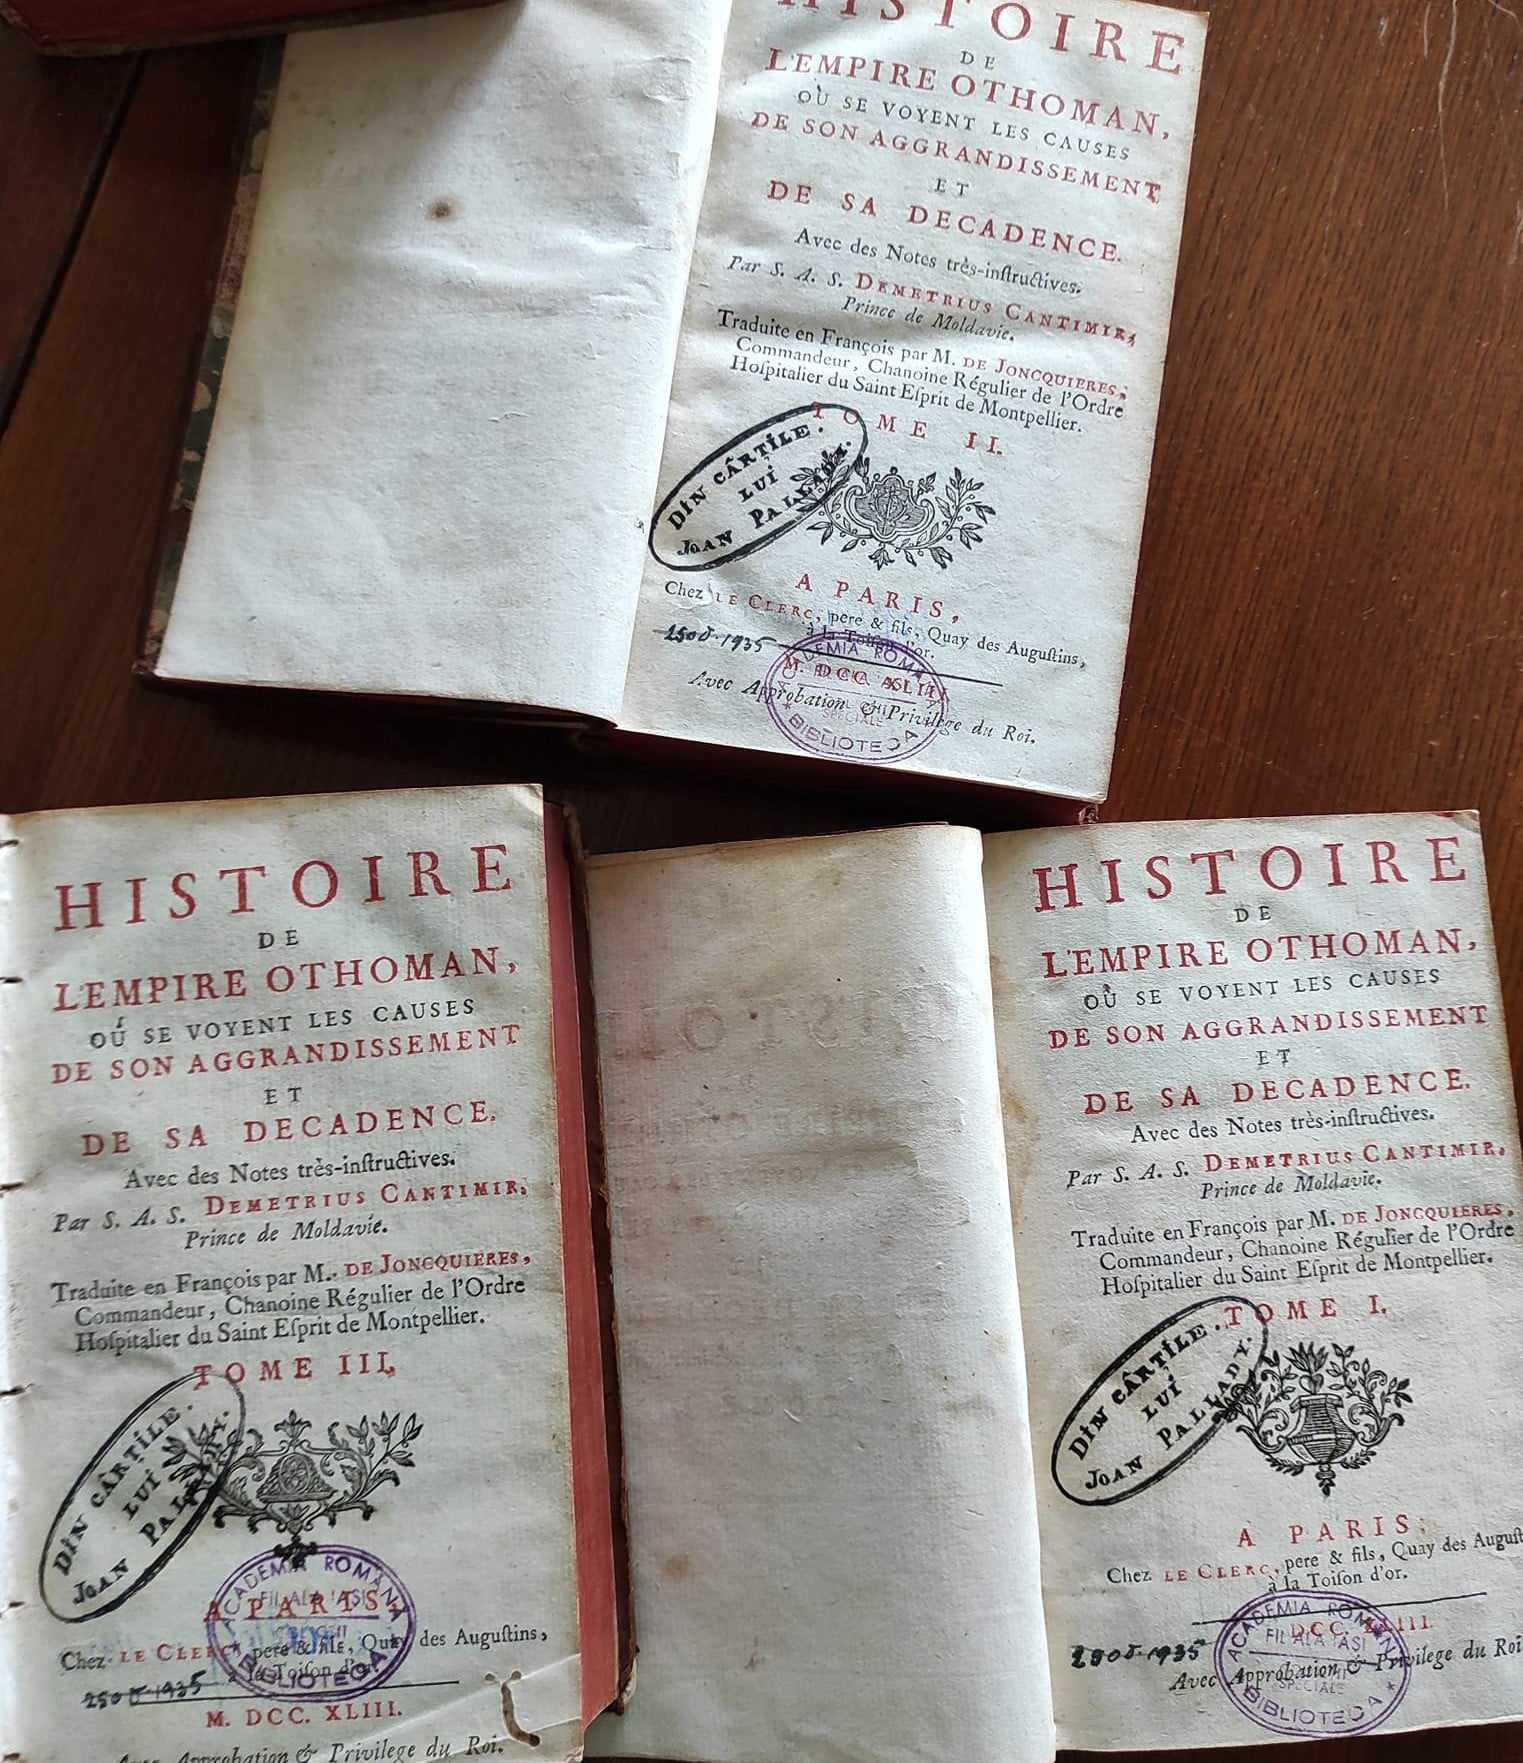 HISTOIRE
DE
L'EMPIRE OTHOMAN,
OÙ SE VOYENT LES CAUSES
DE SON AGGRANDISSEMENT
ET
DE SA DECADENCE.
Avec des Notes très-inſtructives.
Par S. A. S. DEMETRIUS CANTIMIR,
Prince de Moldavie.
Traduite en François par M. DE JONCQUIERES,
Commandeur, Chanoine Régulier de l'Ordre
Hoſpitalier du Saint Eſprit de Montpellier.
TOME II.
DIN CÂRȚILE.
LUI
JOAN PALLADY.
A PARIS,
Chez LE CLERC, pere & fils, Quay des Auguſtins,
à la Toiſon d'or.
1935
M. DCC. XLIII.
Avec Approbation & Privilege du Roi.
ACADEMIA ROMÂNĂ
SPECIALE
BIBLIOTECA
HISTOIRE
DE
L'EMPIRE OTHOMAN,
OÚ SE VOYENT LES CAUSES
DE SON AGGRANDISSEMENT
ET
DE SA DECADENCE.
Avec des Notes très-inſtructives.
Par S. A. S. DEMETRIUS CANTIMIR,
Prince de Moldavie.
Traduite en François par M. DE JONCQUIERES,
Commandeur, Chanoine Régulier de l'Ordre
Hoſpitalier du Saint Eſprit de Montpellier.
TOME III.
DIN CÂRȚILE.
LUI
JOAN PALLADY.
A PARIS,
Chez LE CLERC, pere & fils, Quay des Auguſtins,
à la Toiſon d'or.
1935
M. DCC. XLIII.
Avec Approbation & Privilege du Roi.
ACADEMIA ROMÂNA
FILIALA IAȘI
BIBLIOTECA
HISTOIRE
DE
L'EMPIRE OTHOMAN,
OÙ SE VOYENT LES CAUSES
DE SON AGGRANDISSEMENT
ET
DE SA DECADENCE.
Avec des Notes très-inſtructives.
Par S. A. S. DEMETRIUS CANTIMIR,
Prince de Moldavie.
Traduite en François par M. DE JONCQUIERES,
Commandeur, Chanoine Régulier de l'Ordre
Hoſpitalier du Saint Eſprit de Montpellier.
TOME I.
DIN CÂRȚILE.
LUI
JOAN PALLADY.
A PARIS,
Chez LE CLERC, pere & fils, Quay des Auguſt
à la Toiſon d'or.
1935
DCC. XLIII.
Avec Approbation & Privilege du Roi
ACADEMIA ROMÂNA
FILIALA IAȘI
SPECIALE
BIBLIOTECA